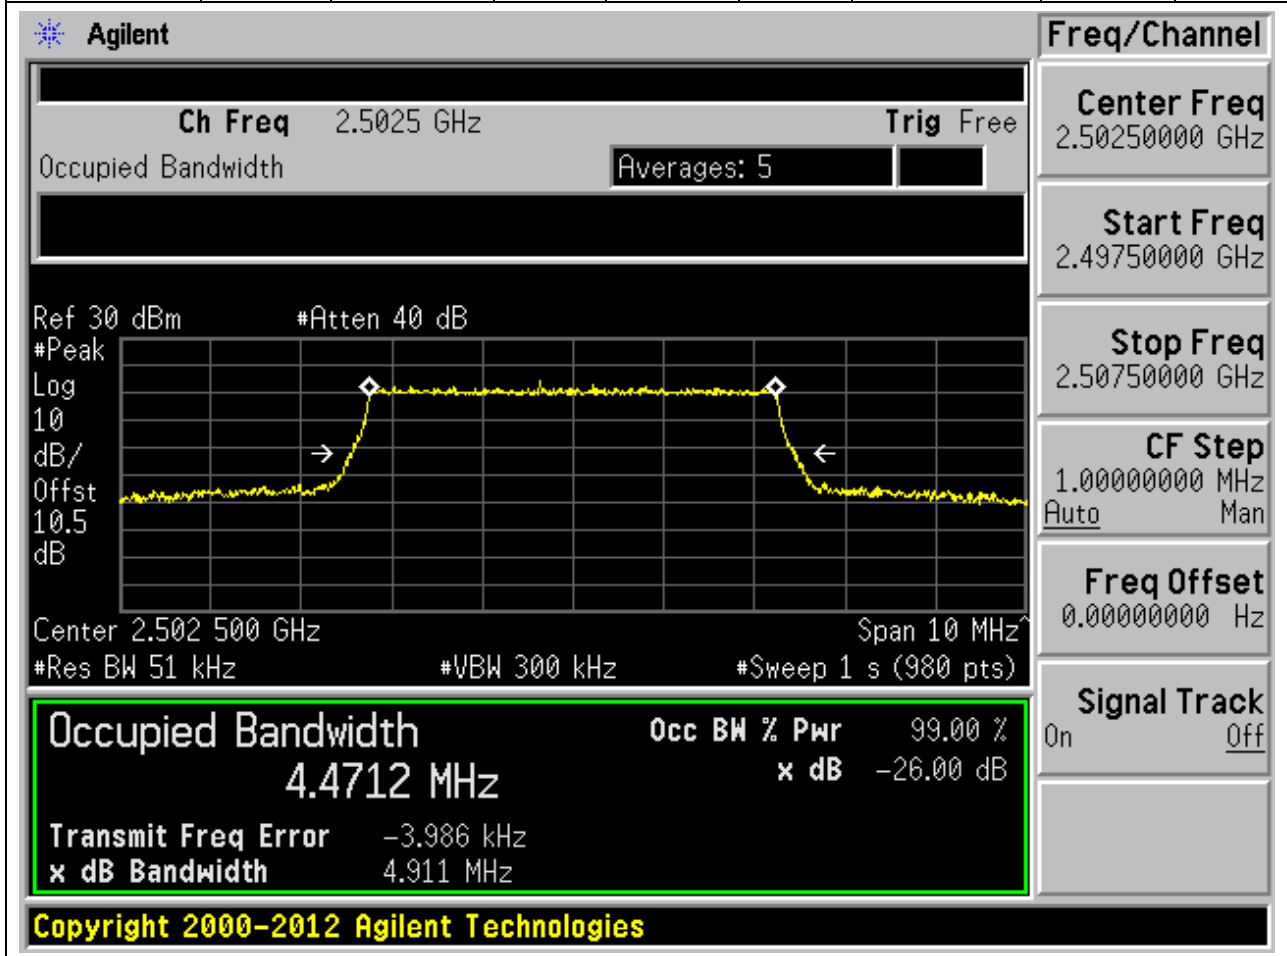 Agilent
Freq/Channel
Ch Freq 2.5025 GHz Trig Free
Occupied Bandwidth Averages: 5
Center Freq
2.50250000 GHz
Start Freq
2.49750000 GHz
Stop Freq
2.50750000 GHz
CF Step
1.00000000 MHz
Auto Man
Freq Offset
0.00000000 Hz
Signal Track
On Off
Ref 30 dBm #Atten 40 dB
#Peak
Log
10
dB/
Offst
10.5
dB
Center 2.502 500 GHz Span 10 MHz^
#Res BW 51 kHz #VBW 300 kHz #Sweep 1 s (980 pts)
Occupied Bandwidth Occ BW % Pwr 99.00 %
4.4712 MHz x dB -26.00 dB
Transmit Freq Error -3.986 kHz
x dB Bandwidth 4.911 MHz
Copyright 2000-2012 Agilent Technologies